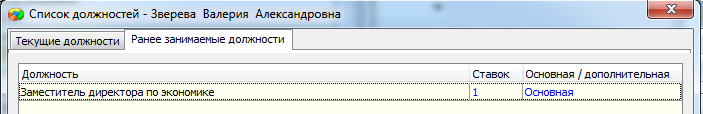 Список должностей - Зверева Валерия Александровна
Текущие должности Ранее занимаемые должности
Должность Ставок Основная / дополнительная
Заместитель директора по экономике 1 Основная